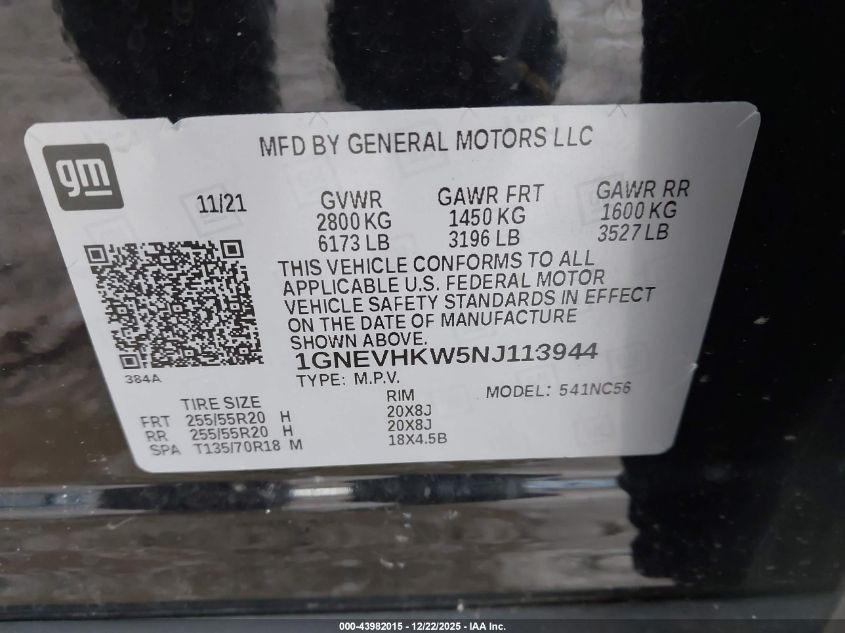 gm
MFD BY GENERAL MOTORS LLC
11/21
GVWR GAWR FRT GAWR RR
2800 KG 1450 KG 1600 KG
6173 LB 3196 LB 3527 LB
THIS VEHICLE CONFORMS TO ALL
APPLICABLE U.S. FEDERAL MOTOR
VEHICLE SAFETY STANDARDS IN EFFECT
ON THE DATE OF MANUFACTURE
SHOWN ABOVE.
1GNEVHKW5NJ113944
384A
TYPE: M.P.V. MODEL: 541NC56
TIRE SIZE RIM
FRT 255/55R20 H 20X8J
RR 255/55R20 H 20X8J
SPA T135/70R18 M 18X4.5B
000-43982015 - 12/22/2025 - IAA Inc.